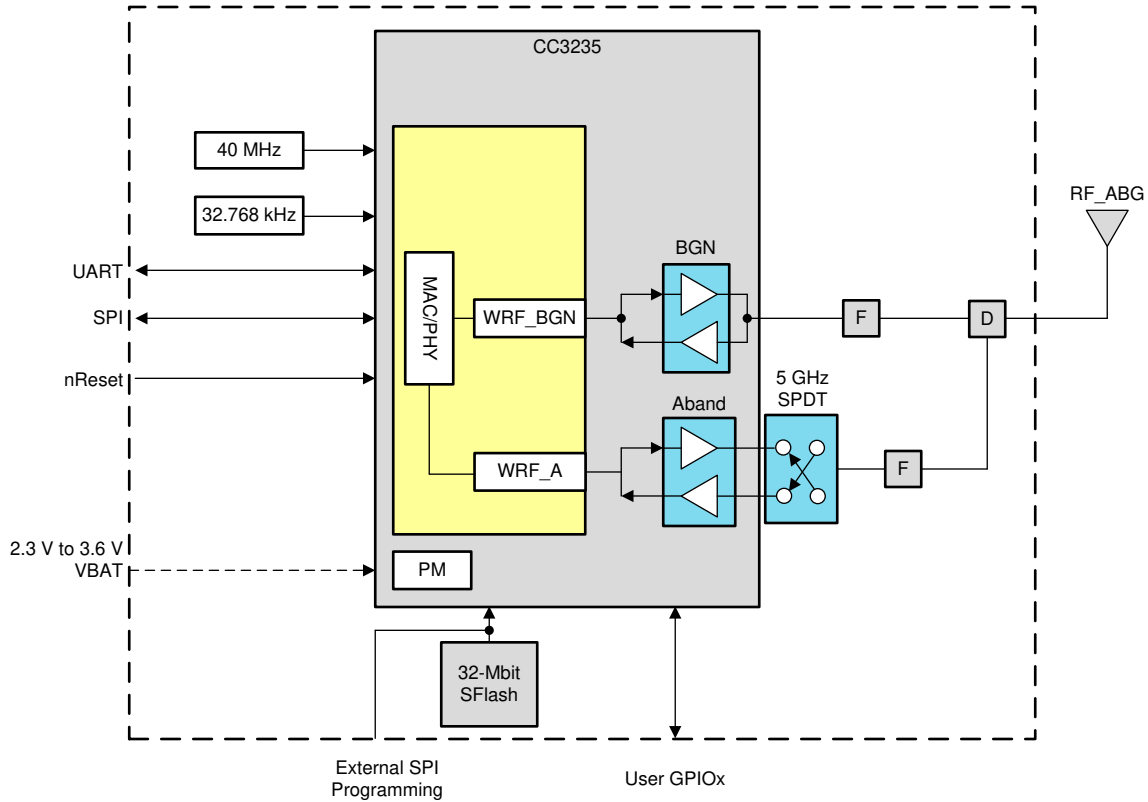 CC3235
40 MHz
32.768 kHz
RF_ABG
BGN
UART
MAC/PHY
SPI
WRF_BGN
F
D
nReset
5 GHz
SPDT
Aband
WRF_A
F
2.3 V to 3.6 V
VBAT
PM
32-Mbit
SFlash
External SPI
Programming
User GPIOx